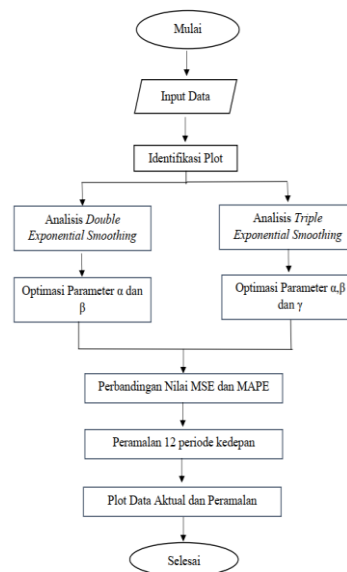 Mulai
Input Data
Identifikasi Plot
Analisis Double
Exponential Smoothing
Analisis Triple
Exponential Smoothing
Optimasi Parameter α dan
β
Optimasi Parameter α,β
dan γ
Perbandingan Nilai MSE dan MAPE
Peramalan 12 periode kedepan
Plot Data Aktual dan Peramalan
Selesai